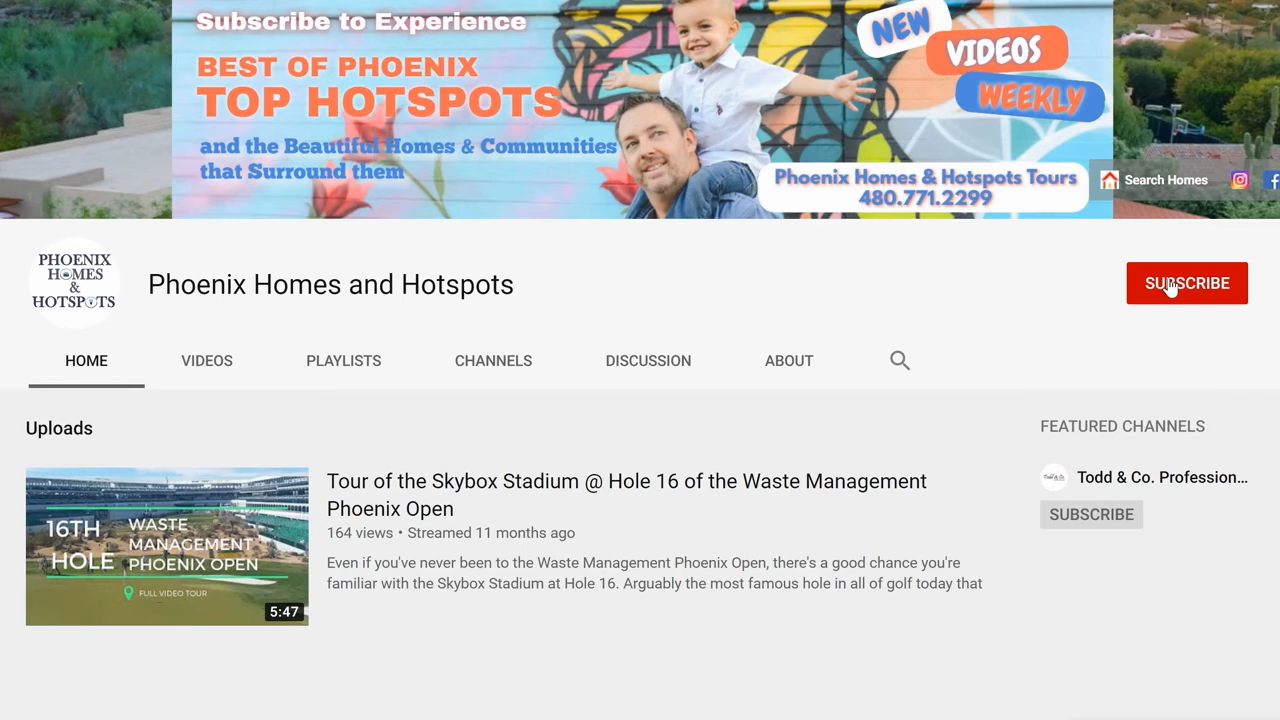 Subscribe to Experience
BEST OF PHOENIX
TOP HOTSPOTS
and the Beautiful Homes & Communities
that Surround them
NEW
VIDEOS
WEEKLY
Phoenix Homes & Hotspots Tours
480.771.2299
Search Homes
PHOENIX
HOMES
&
HOTSPOTS
Phoenix Homes and Hotspots
SUBSCRIBE
HOME VIDEOS PLAYLISTS CHANNELS DISCUSSION ABOUT
Uploads
16TH
HOLE
WASTE
MANAGEMENT
PHOENIX OPEN
FULL VIDEO TOUR
5:47
Tour of the Skybox Stadium @ Hole 16 of the Waste Management
Phoenix Open
164 views • Streamed 11 months ago
Even if you've never been to the Waste Management Phoenix Open, there's a good chance you're
familiar with the Skybox Stadium at Hole 16. Arguably the most famous hole in all of golf today that
FEATURED CHANNELS
Todd & Co. Profession...
SUBSCRIBE